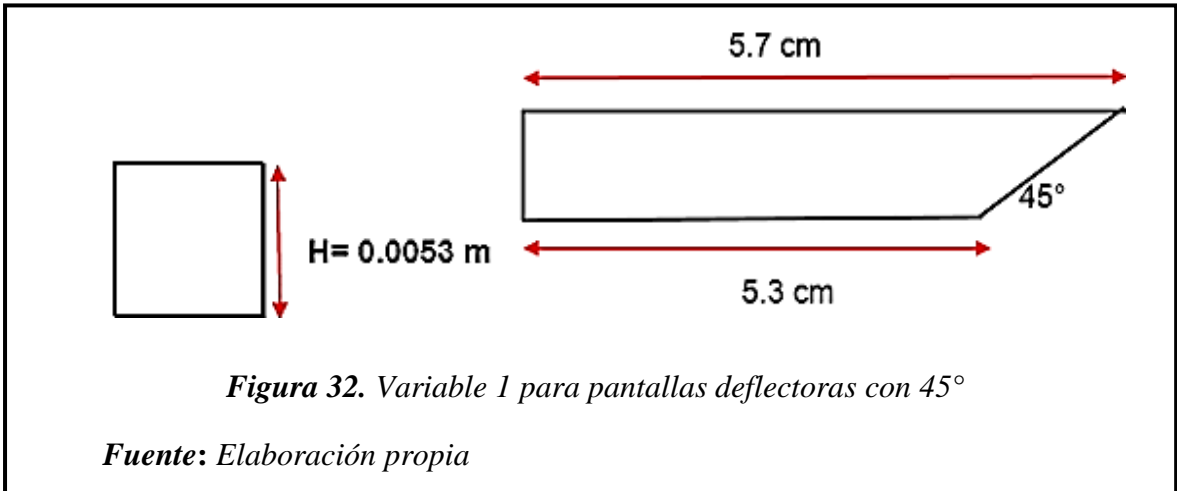 5.7 cm
45°
H= 0.0053 m
5.3 cm
Figura 32. Variable 1 para pantallas deflectoras con 45°
Fuente: Elaboración propia